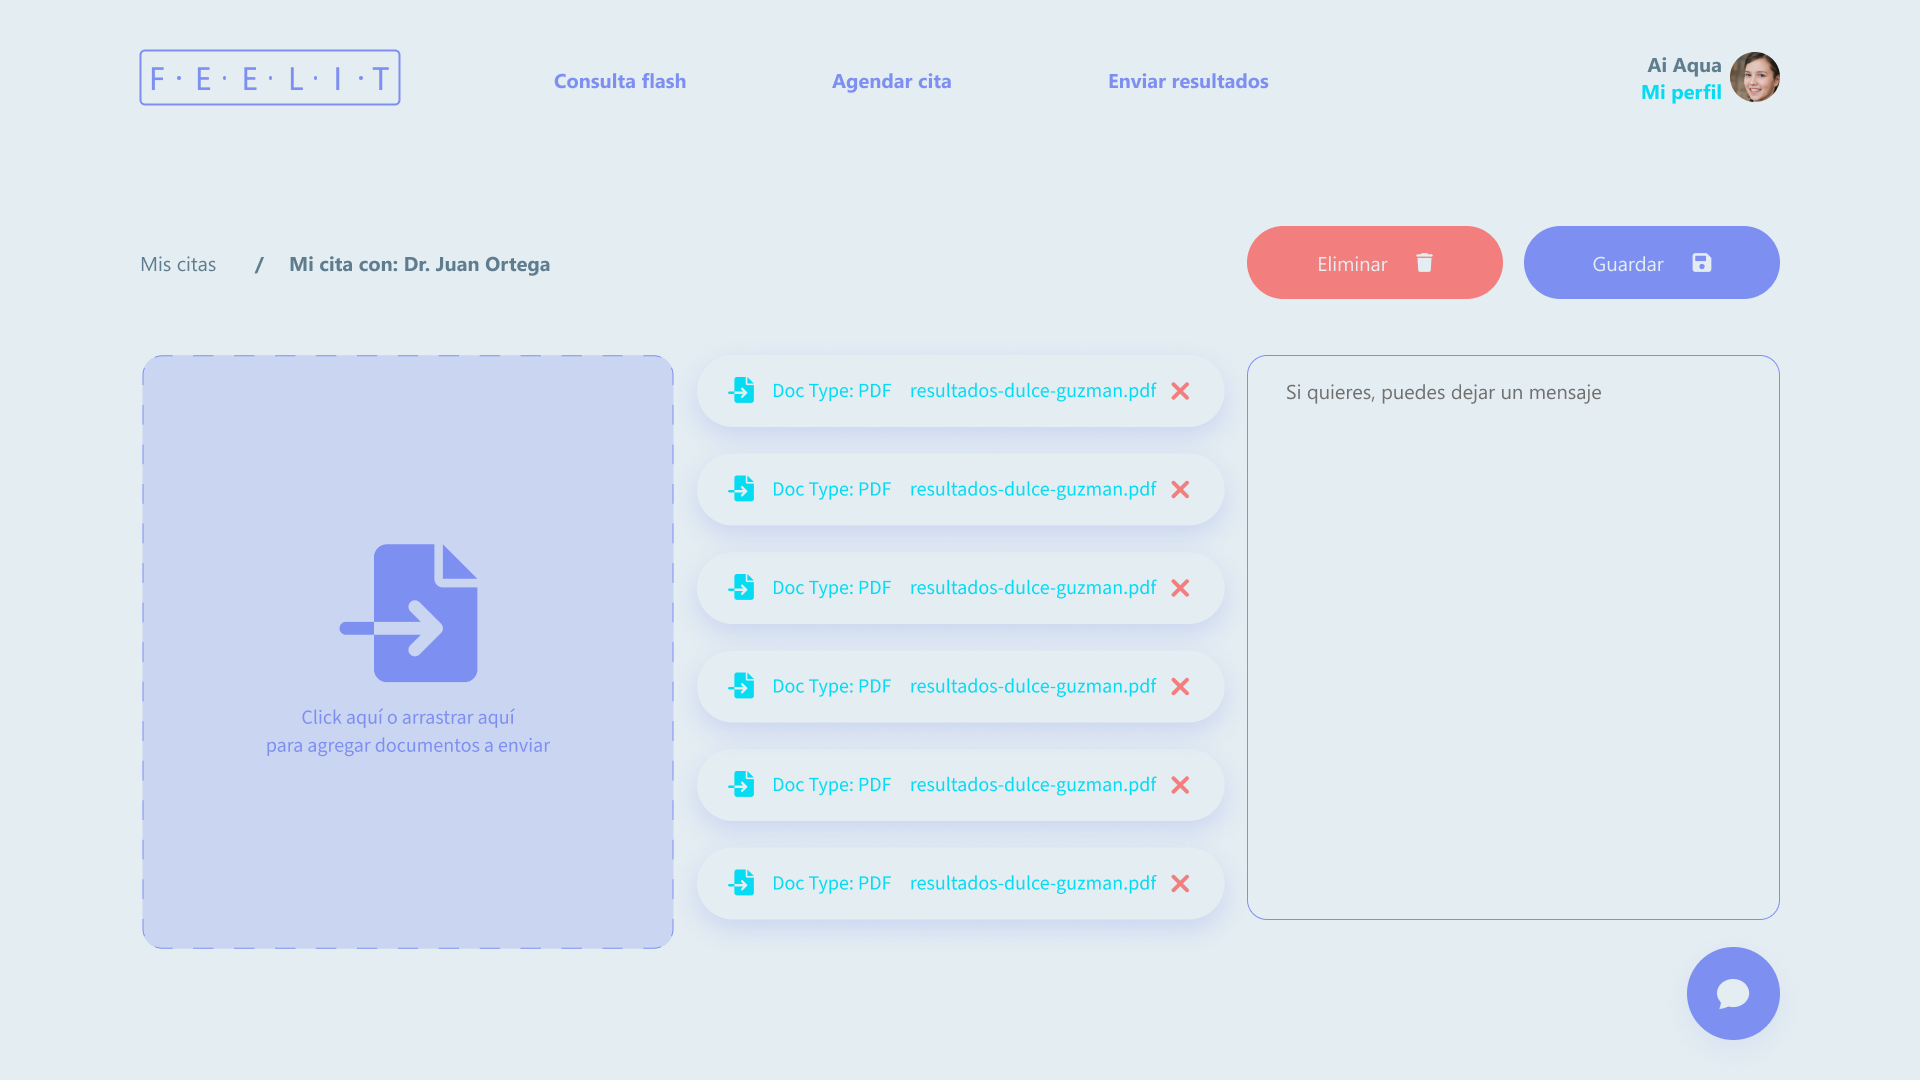 F·E·E·L·I·T
Consulta flash
Agendar cita
Enviar resultados
Ai Aqua
Mi perfil
Mis citas / Mi cita con: Dr. Juan Ortega
Eliminar
Guardar
Click aquí o arrastrar aquí
para agregar documentos a enviar
Doc Type: PDF resultados-dulce-guzman.pdf
Doc Type: PDF resultados-dulce-guzman.pdf
Doc Type: PDF resultados-dulce-guzman.pdf
Doc Type: PDF resultados-dulce-guzman.pdf
Doc Type: PDF resultados-dulce-guzman.pdf
Doc Type: PDF resultados-dulce-guzman.pdf
Si quieres, puedes dejar un mensaje